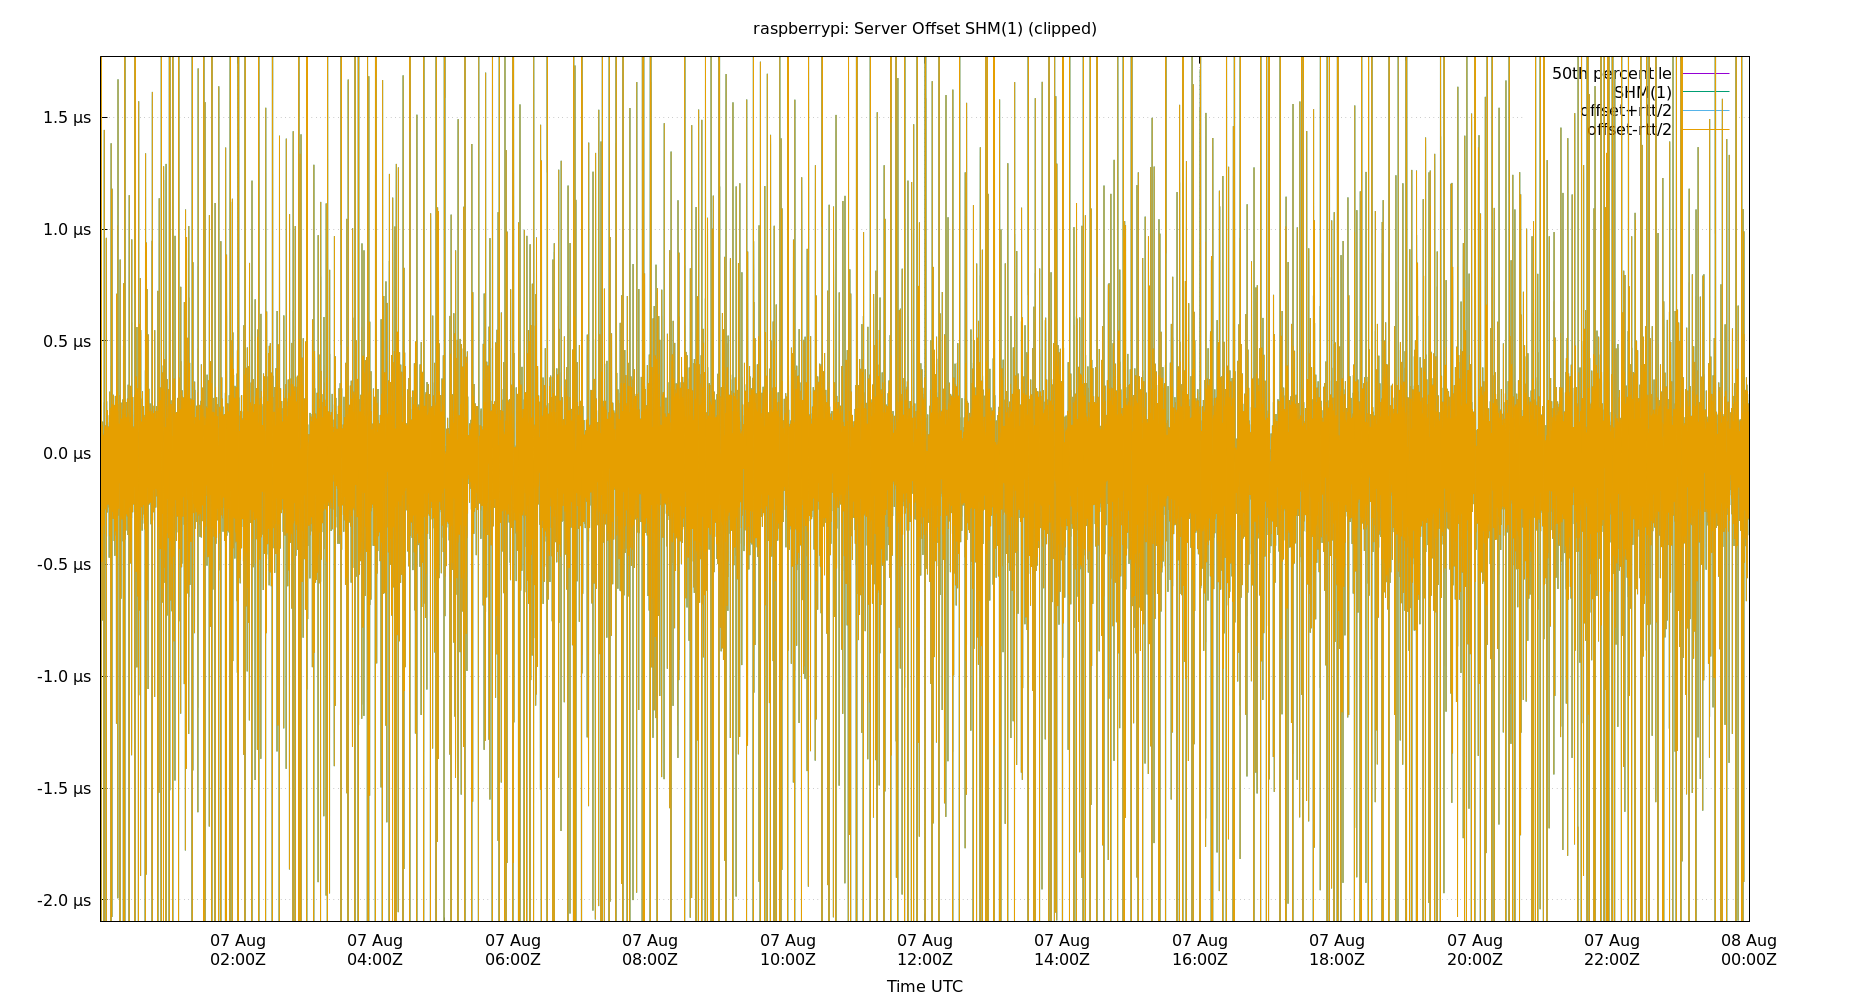 raspberrypi: Server Offset SHM(1) (clipped)
50th percentile
SHM(1)
offset+rtt/2
offset-rtt/2
1.5 µs
1.0 µs
0.5 µs
0.0 µs
-0.5 µs
-1.0 µs
-1.5 µs
-2.0 µs
07 Aug 07 Aug 07 Aug 07 Aug 07 Aug 07 Aug 07 Aug 07 Aug 07 Aug 07 Aug 07 Aug 08 Aug
02:00Z 04:00Z 06:00Z 08:00Z 10:00Z 12:00Z 14:00Z 16:00Z 18:00Z 20:00Z 22:00Z 00:00Z
Time UTC